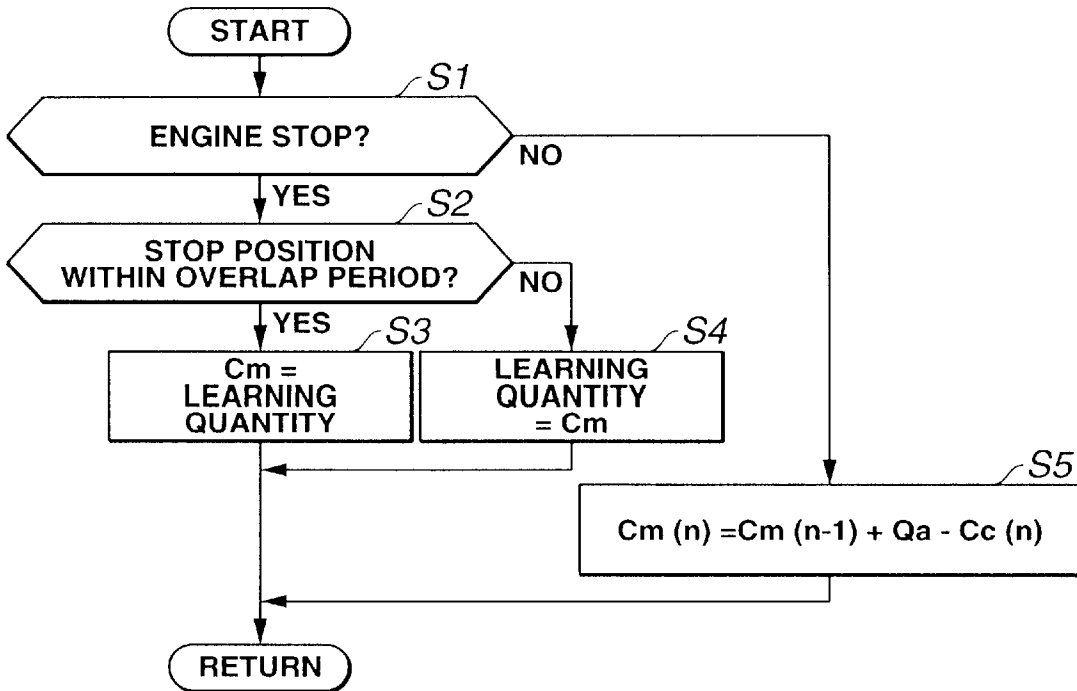 START
S1
ENGINE STOP?
NO
YES
S2
STOP POSITION
WITHIN OVERLAP PERIOD?
NO
YES
S3
S4
Cm =
LEARNING
QUANTITY
LEARNING
QUANTITY
= Cm
S5
Cm (n) =Cm (n-1) + Qa - Cc (n)
RETURN